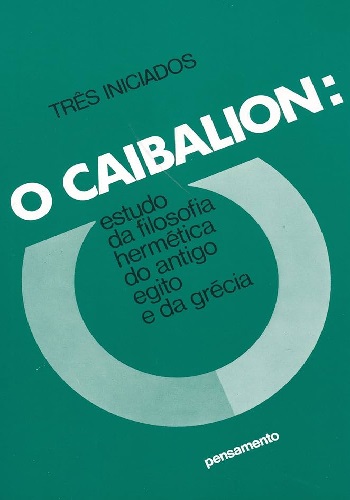 TRÊS INICIADOS
O CAIBALION:
estudo
da filosofia
hermética
do antigo
egito
e da grécia
pensamento